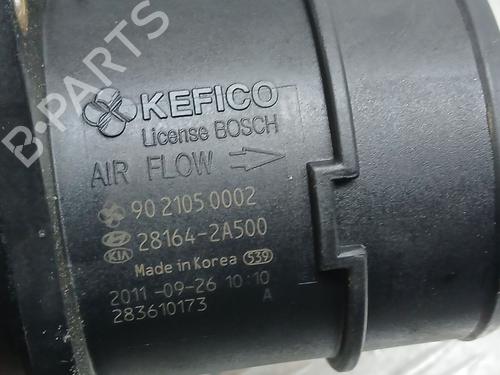 B-PARTS
KEFICO
License BOSCH
AIR FLOW
90 2105 0002
28164-2A500
KIA
Made in Korea 539
2011-09-26 10:10
283610173 A